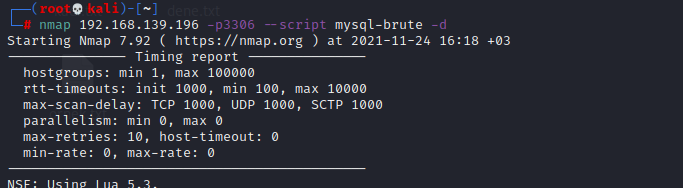 dene.txt
┌──(root💀kali)-[~]
└─# nmap 192.168.139.196 -p3306 --script mysql-brute -d
Starting Nmap 7.92 ( https://nmap.org ) at 2021-11-24 16:18 +03
--------------- Timing report ---------------
  hostgroups: min 1, max 100000
  rtt-timeouts: init 1000, min 100, max 10000
  max-scan-delay: TCP 1000, UDP 1000, SCTP 1000
  parallelism: min 0, max 0
  max-retries: 10, host-timeout: 0
  min-rate: 0, max-rate: 0
---------------------------------------------
NSE: Using Lua 5.3.